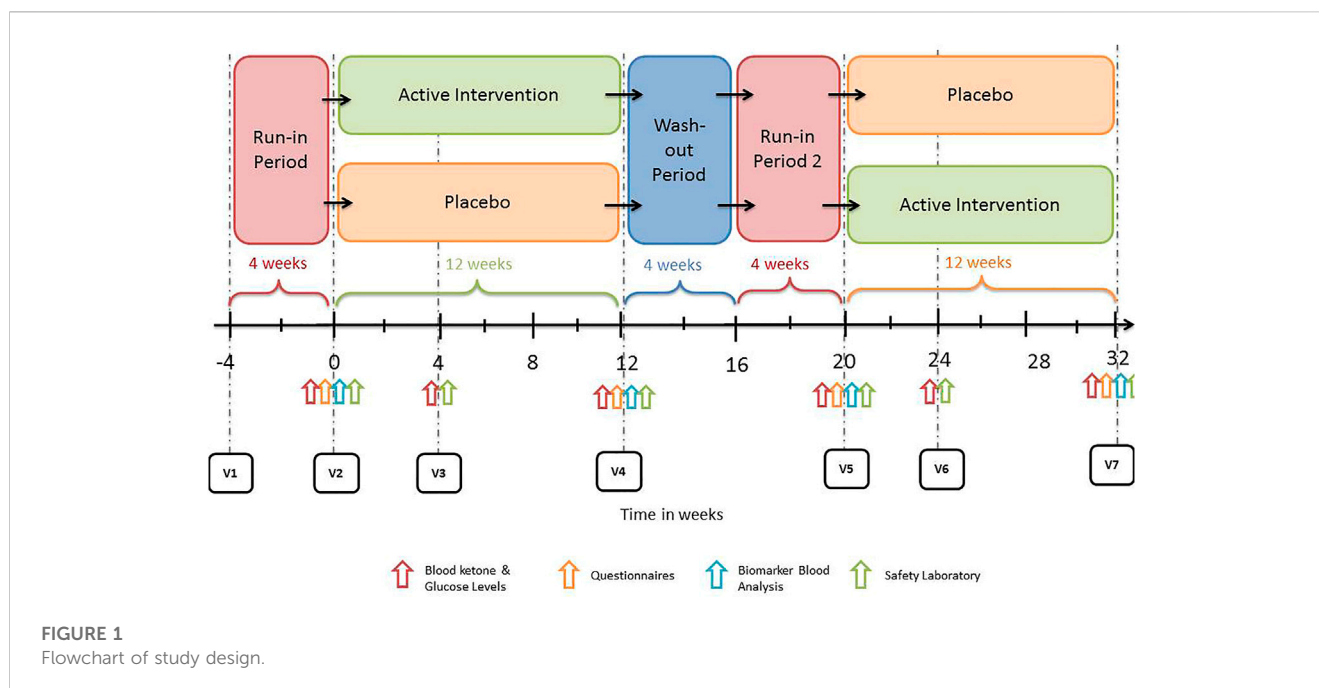 Active Intervention
Placebo
Run-in
Period
Wash-
out
Period
Run-in
Period 2
Placebo
Active Intervention
4 weeks
12 weeks
4 weeks
4 weeks
12 weeks
-4
0
4
8
12
16
20
24
28
32
V1
V2
V3
V4
V5
V6
V7
Time in weeks
Blood ketone &
Glucose Levels
Questionnaires
Biomarker Blood
Analysis
Safety Laboratory
FIGURE 1
Flowchart of study design.